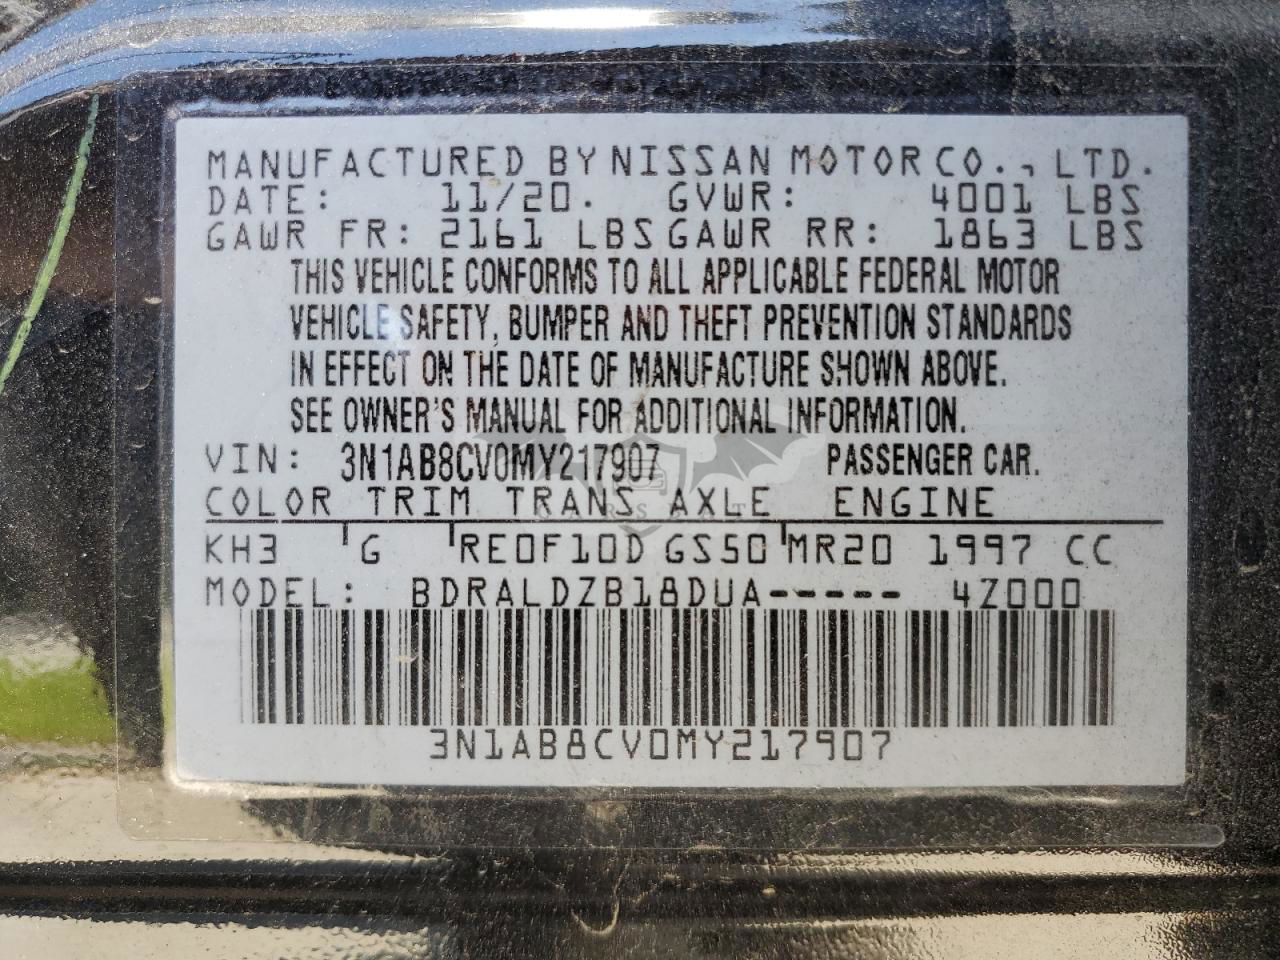 MANUFACTURED BY NISSAN MOTOR CO., LTD.
DATE: 11/20. GVWR: 4001 LBS
GAWR FR: 2161 LBS GAWR RR: 1863 LBS
THIS VEHICLE CONFORMS TO ALL APPLICABLE FEDERAL MOTOR
VEHICLE SAFETY, BUMPER AND THEFT PREVENTION STANDARDS
IN EFFECT ON THE DATE OF MANUFACTURE SHOWN ABOVE.
SEE OWNER'S MANUAL FOR ADDITIONAL INFORMATION.
VIN: 3N1AB8CV0MY217907 PASSENGER CAR.
COLOR TRIM TRANS AXLE ENGINE
KH3 G RE0F10D GS50 MR20 1997 CC
MODEL: BDRALDZB18DUA----- 4Z000
3N1AB8CV0MY217907